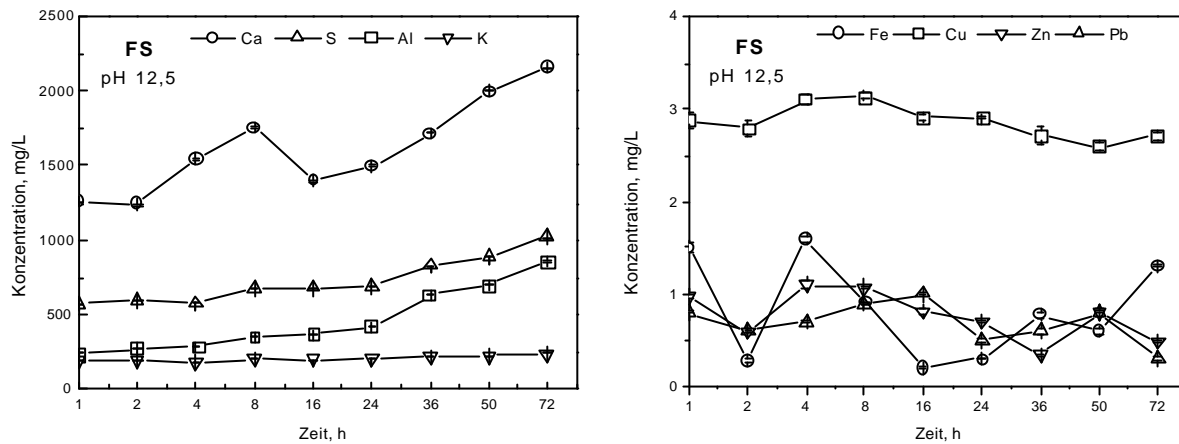 FS
pH 12,5
Ca S Al K
Konzentration, mg/L
2500
2000
1500
1000
500
0
1 2 4 8 16 24 36 50 72
Zeit, h
FS
pH 12,5
Fe Cu Zn Pb
Konzentration, mg/L
4
3
2
1
0
1 2 4 8 16 24 36 50 72
Zeit, h